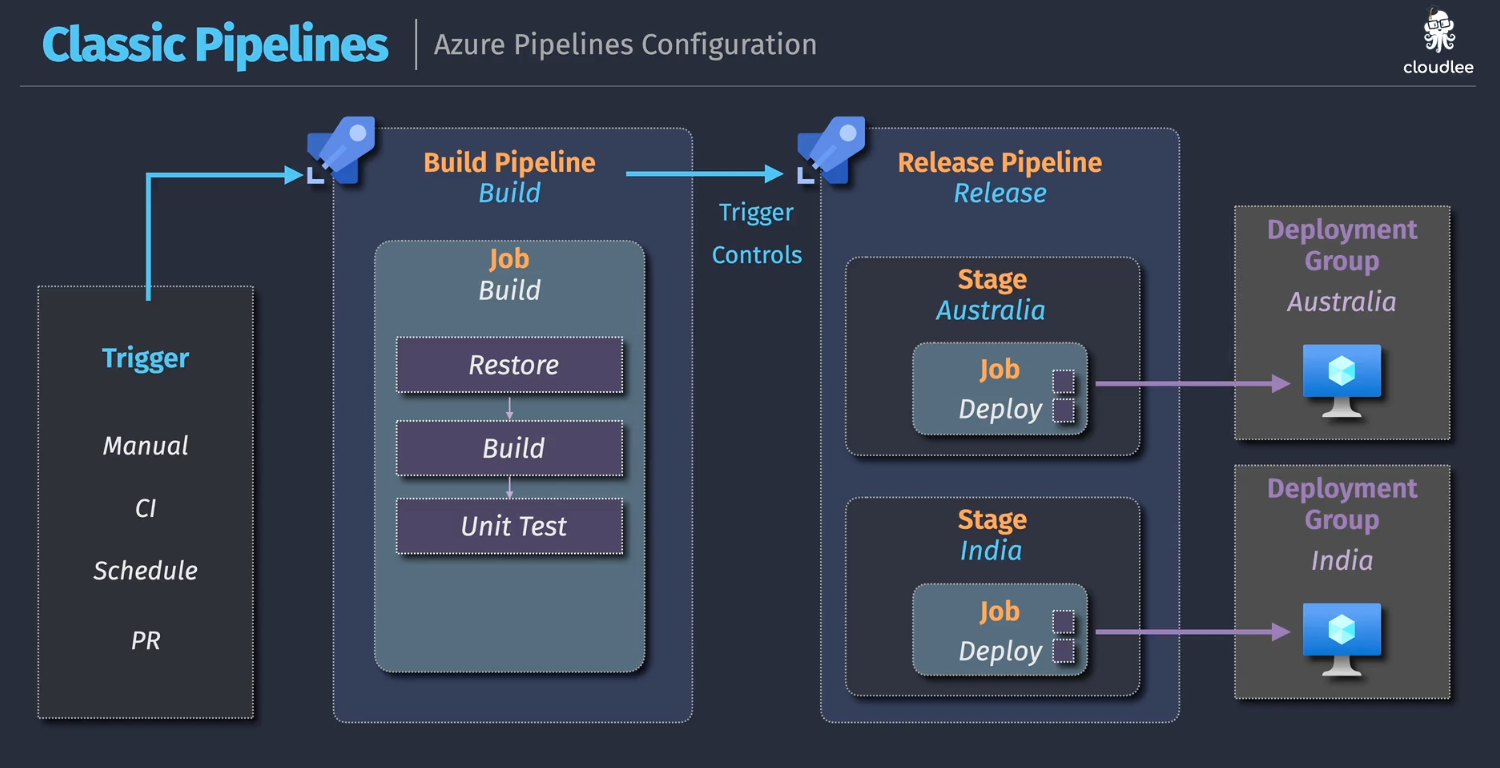 Classic Pipelines
Azure Pipelines Configuration
cloudlee
Trigger
Manual
CI
Schedule
PR
Build Pipeline
Build
Job
Build
Restore
Build
Unit Test
Trigger
Controls
Release Pipeline
Release
Stage
Australia
Job
Deploy
Stage
India
Job
Deploy
Deployment
Group
Australia
Deployment
Group
India